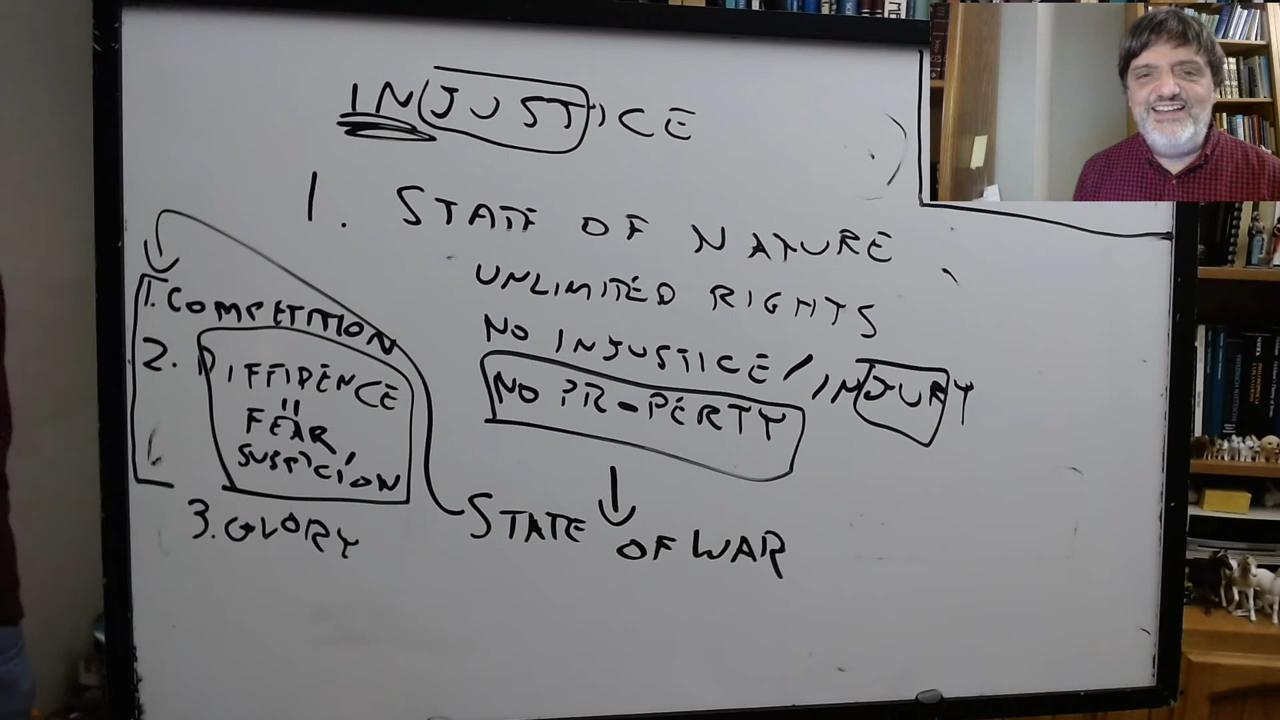 INJUSTICE
1. STATE OF NATURE
UNLIMITED RIGHTS
NO INJUSTICE / INJURY
NO PROPERTY
STATE OF WAR
1. COMPETITION
2. DIFFIDENCE
=
FEAR,
SUSPICION
3. GLORY